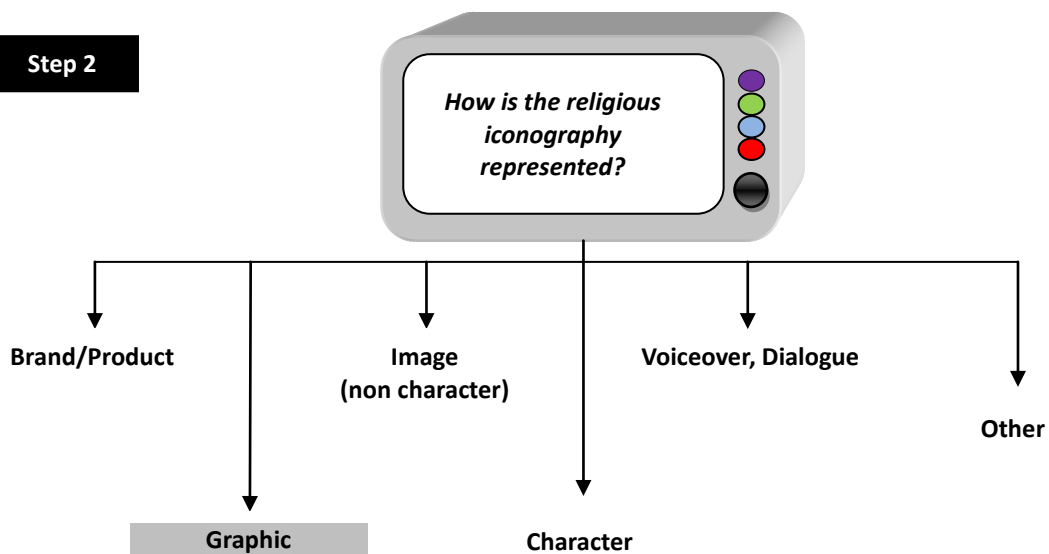 Step 2
How is the religious
iconography
represented?
Brand/Product
Image
(non character)
Voiceover, Dialogue
Other
Graphic
Character